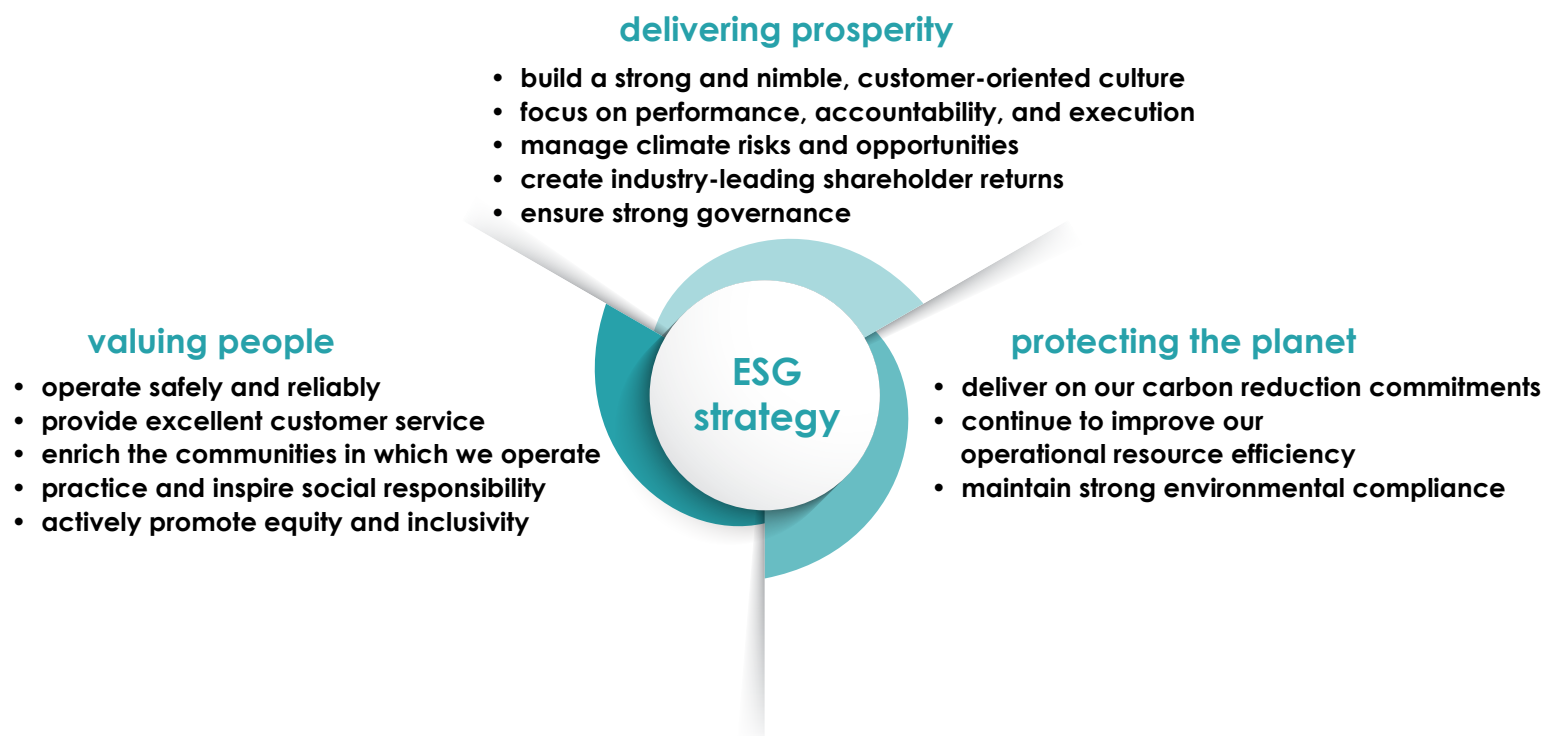 delivering prosperity
• build a strong and nimble, customer-oriented culture
• focus on performance, accountability, and execution
• manage climate risks and opportunities
• create industry-leading shareholder returns
• ensure strong governance
valuing people
• operate safely and reliably
• provide excellent customer service
• enrich the communities in which we operate
• practice and inspire social responsibility
• actively promote equity and inclusivity
ESG
strategy
protecting the planet
• deliver on our carbon reduction commitments
• continue to improve our
operational resource efficiency
• maintain strong environmental compliance